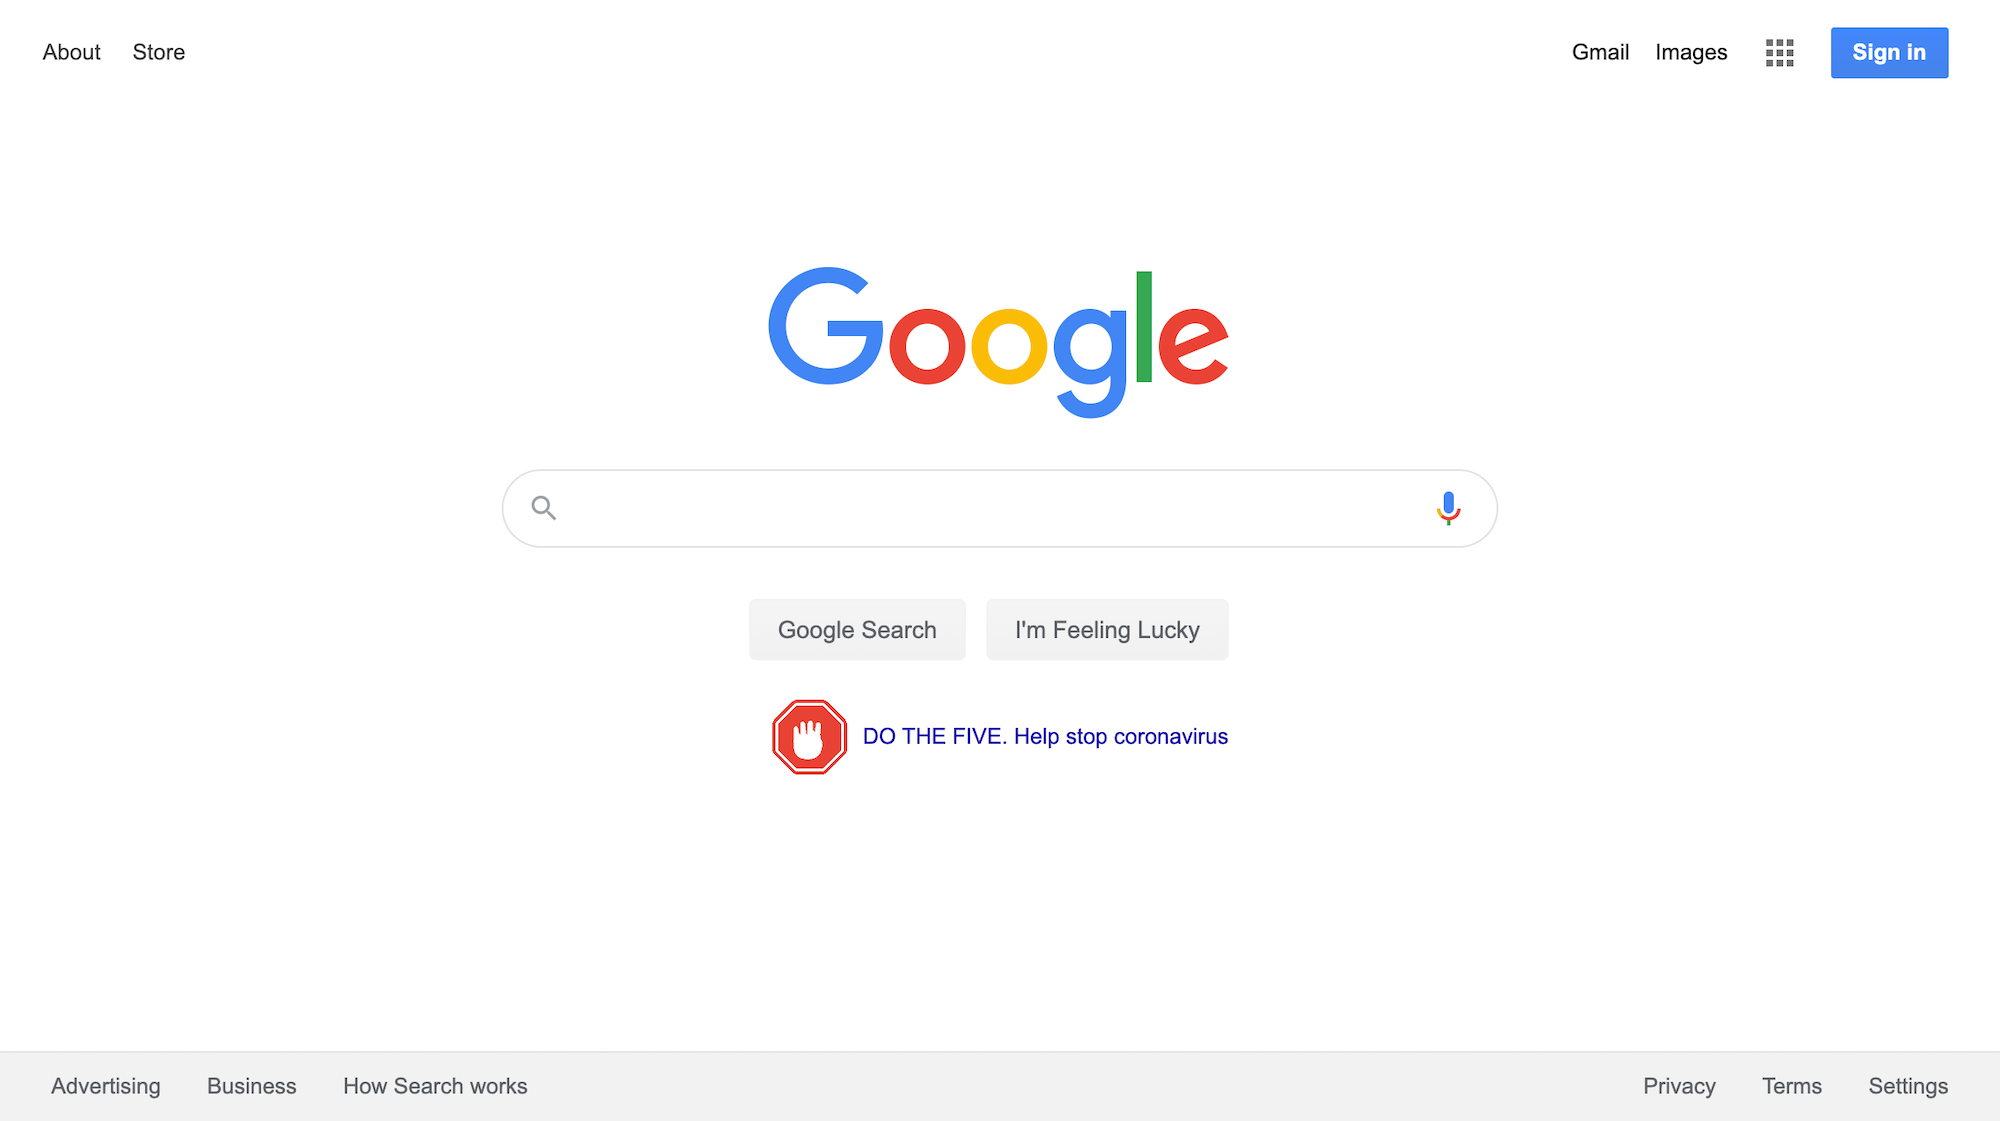 About Store Gmail Images Sign in
Google
Google Search I'm Feeling Lucky
DO THE FIVE. Help stop coronavirus
Advertising Business How Search works Privacy Terms Settings